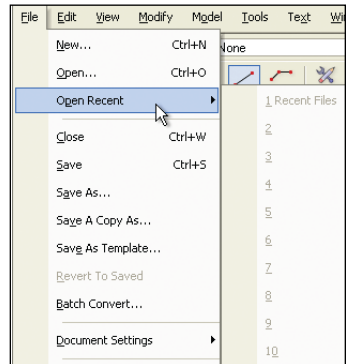 File Edit View Modify Model Tools Text
New... Ctrl+N
None
Open... Ctrl+O
Open Recent
1 Recent Files
2
Close Ctrl+W
3
Save Ctrl+S
4
Save As...
5
Save A Copy As...
6
Save As Template...
7
Revert To Saved
8
Batch Convert...
9
Document Settings
10